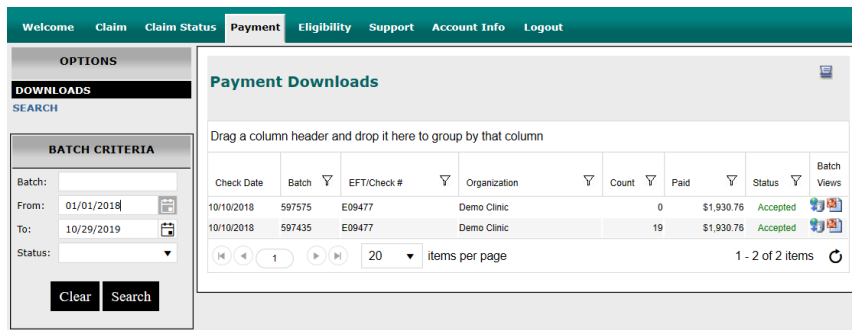 Welcome Claim Claim Status Payment Eligibility Support Account Info Logout
OPTIONS
DOWNLOADS
SEARCH
BATCH CRITERIA
Batch:
From: 01/01/2018
To: 10/29/2019
Status:
Clear Search
Payment Downloads
Drag a column header and drop it here to group by that column
Check Date Batch EFT/Check # Organization Count Paid Status Batch Views
10/10/2018 597575 E09477 Demo Clinic 0 $1,930.76 Accepted
10/10/2018 597435 E09477 Demo Clinic 19 $1,930.76 Accepted
1 20 items per page 1 - 2 of 2 items